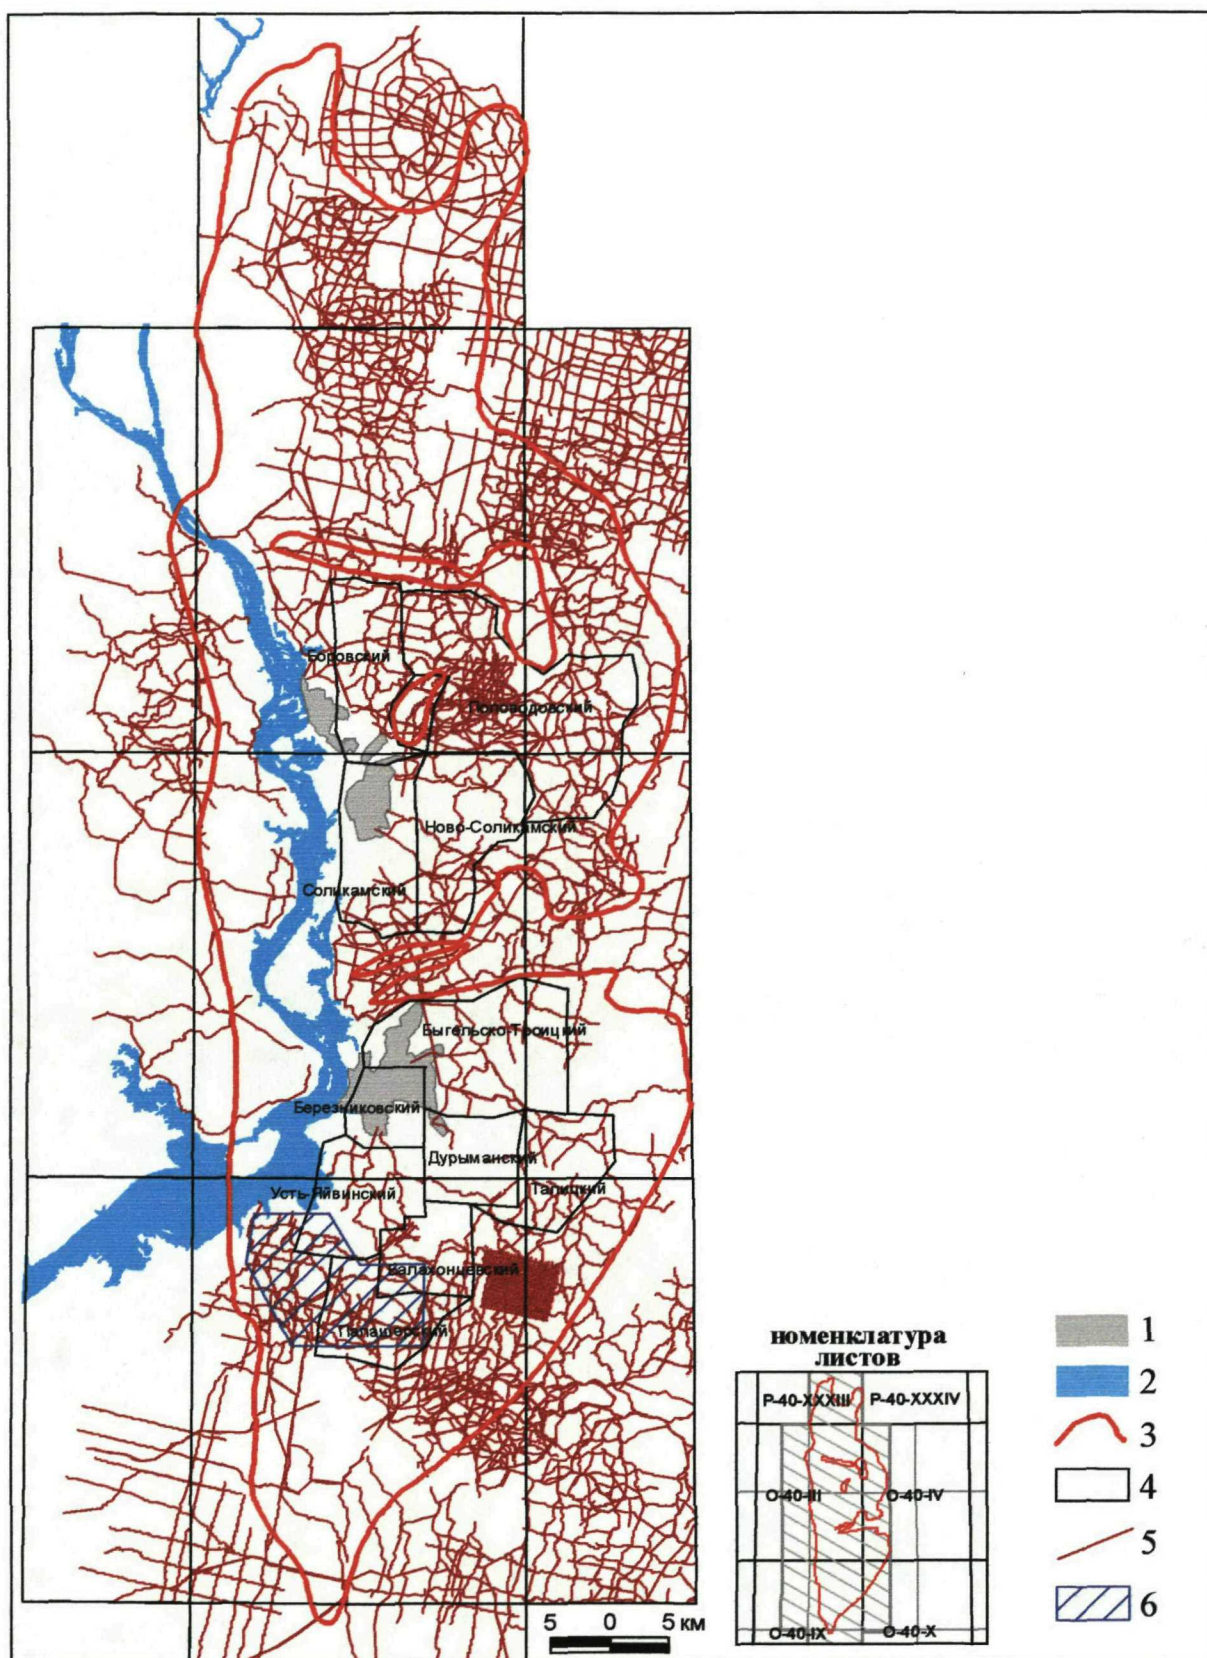 Боровский
Половодовский
Ново-Соликамский
Соликамский
Быгельско-Троицкий
Березниковский
Дурыманский
Усть-Яйвинский
Талицкий
Балахонцевский
Палашерский
5 0 5 км
номенклатура
листов
P-40-XXXIII P-40-XXXIV
O-40-III O-40-IV
O-40-IX O-40-X
1
2
3
4
5
6